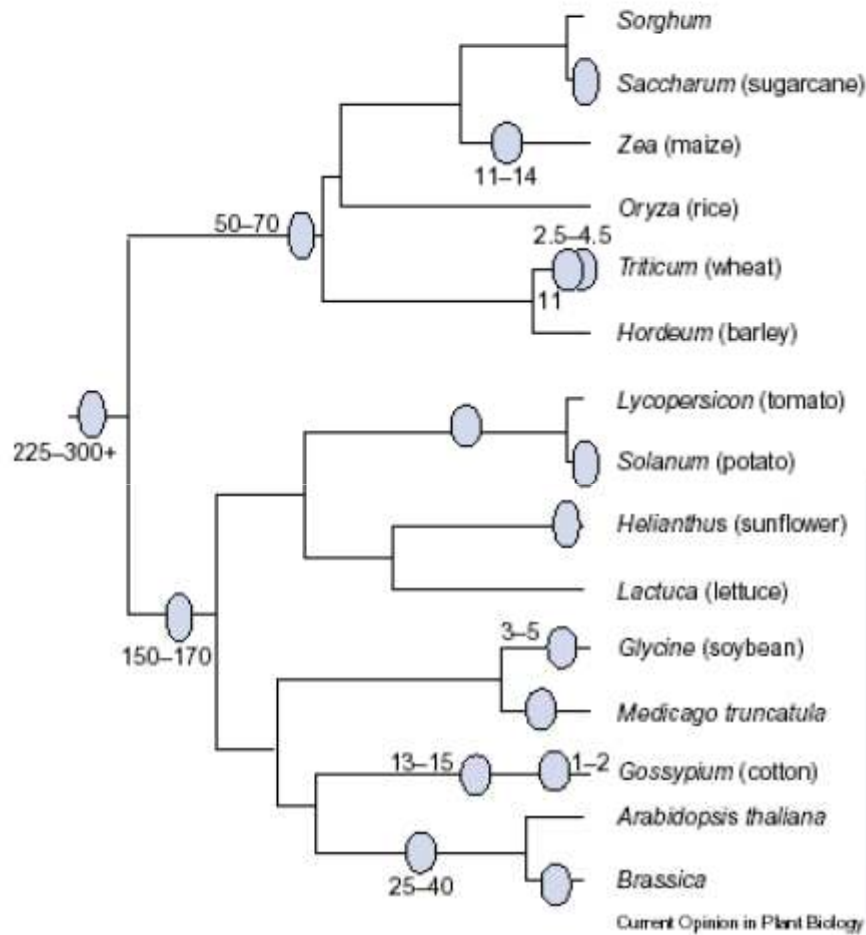 Sorghum
Saccharum (sugarcane)
Zea (maize)
11–14
Oryza (rice)
50–70
2.5–4.5
Triticum (wheat)
11
Hordeum (barley)
Lycopersicon (tomato)
225–300+
Solanum (potato)
Helianthus (sunflower)
Lactuca (lettuce)
3–5
Glycine (soybean)
150–170
Medicago truncatula
13–15
1–2
Gossypium (cotton)
Arabidopsis thaliana
25–40
Brassica
Current Opinion in Plant Biology